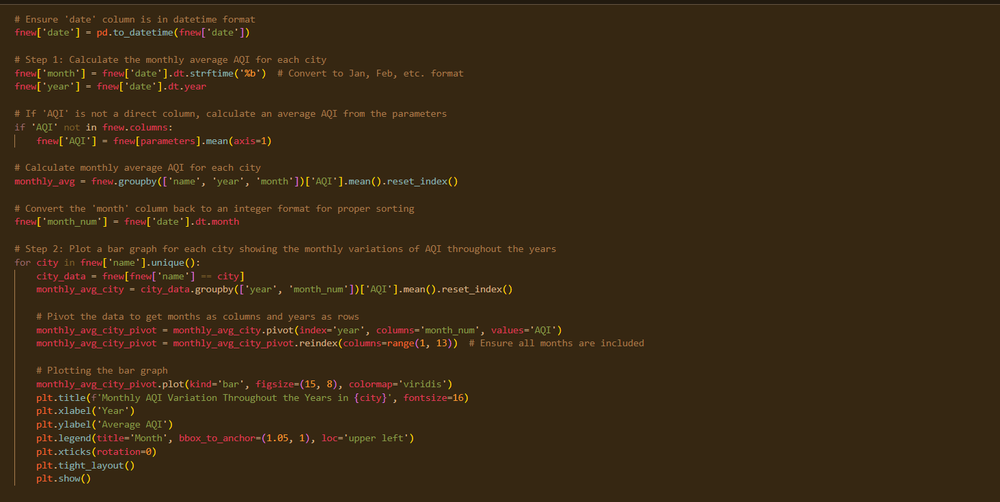 # Ensure 'date' column is in datetime format
fnew['date'] = pd.to_datetime(fnew['date'])
# Step 1: Calculate the monthly average AQI for each city
fnew['month'] = fnew['date'].dt.strftime('%b')  # Convert to Jan, Feb, etc. format
fnew['year'] = fnew['date'].dt.year
# If 'AQI' is not a direct column, calculate an average AQI from the parameters
if 'AQI' not in fnew.columns:
    fnew['AQI'] = fnew[parameters].mean(axis=1)
# Calculate monthly average AQI for each city
monthly_avg = fnew.groupby(['name', 'year', 'month'])['AQI'].mean().reset_index()
# Convert the 'month' column back to an integer format for proper sorting
fnew['month_num'] = fnew['date'].dt.month
# Step 2: Plot a bar graph for each city showing the monthly variations of AQI throughout the years
for city in fnew['name'].unique():
    city_data = fnew[fnew['name'] == city]
    monthly_avg_city = city_data.groupby(['year', 'month_num'])['AQI'].mean().reset_index()
    # Pivot the data to get months as columns and years as rows
    monthly_avg_city_pivot = monthly_avg_city.pivot(index='year', columns='month_num', values='AQI')
    monthly_avg_city_pivot = monthly_avg_city_pivot.reindex(columns=range(1, 13))  # Ensure all months are included
    # Plotting the bar graph
    monthly_avg_city_pivot.plot(kind='bar', figsize=(15, 8), colormap='viridis')
    plt.title(f'Monthly AQI Variation Throughout the Years in {city}', fontsize=16)
    plt.xlabel('Year')
    plt.ylabel('Average AQI')
    plt.legend(title='Month', bbox_to_anchor=(1.05, 1), loc='upper left')
    plt.xticks(rotation=0)
    plt.tight_layout()
    plt.show()